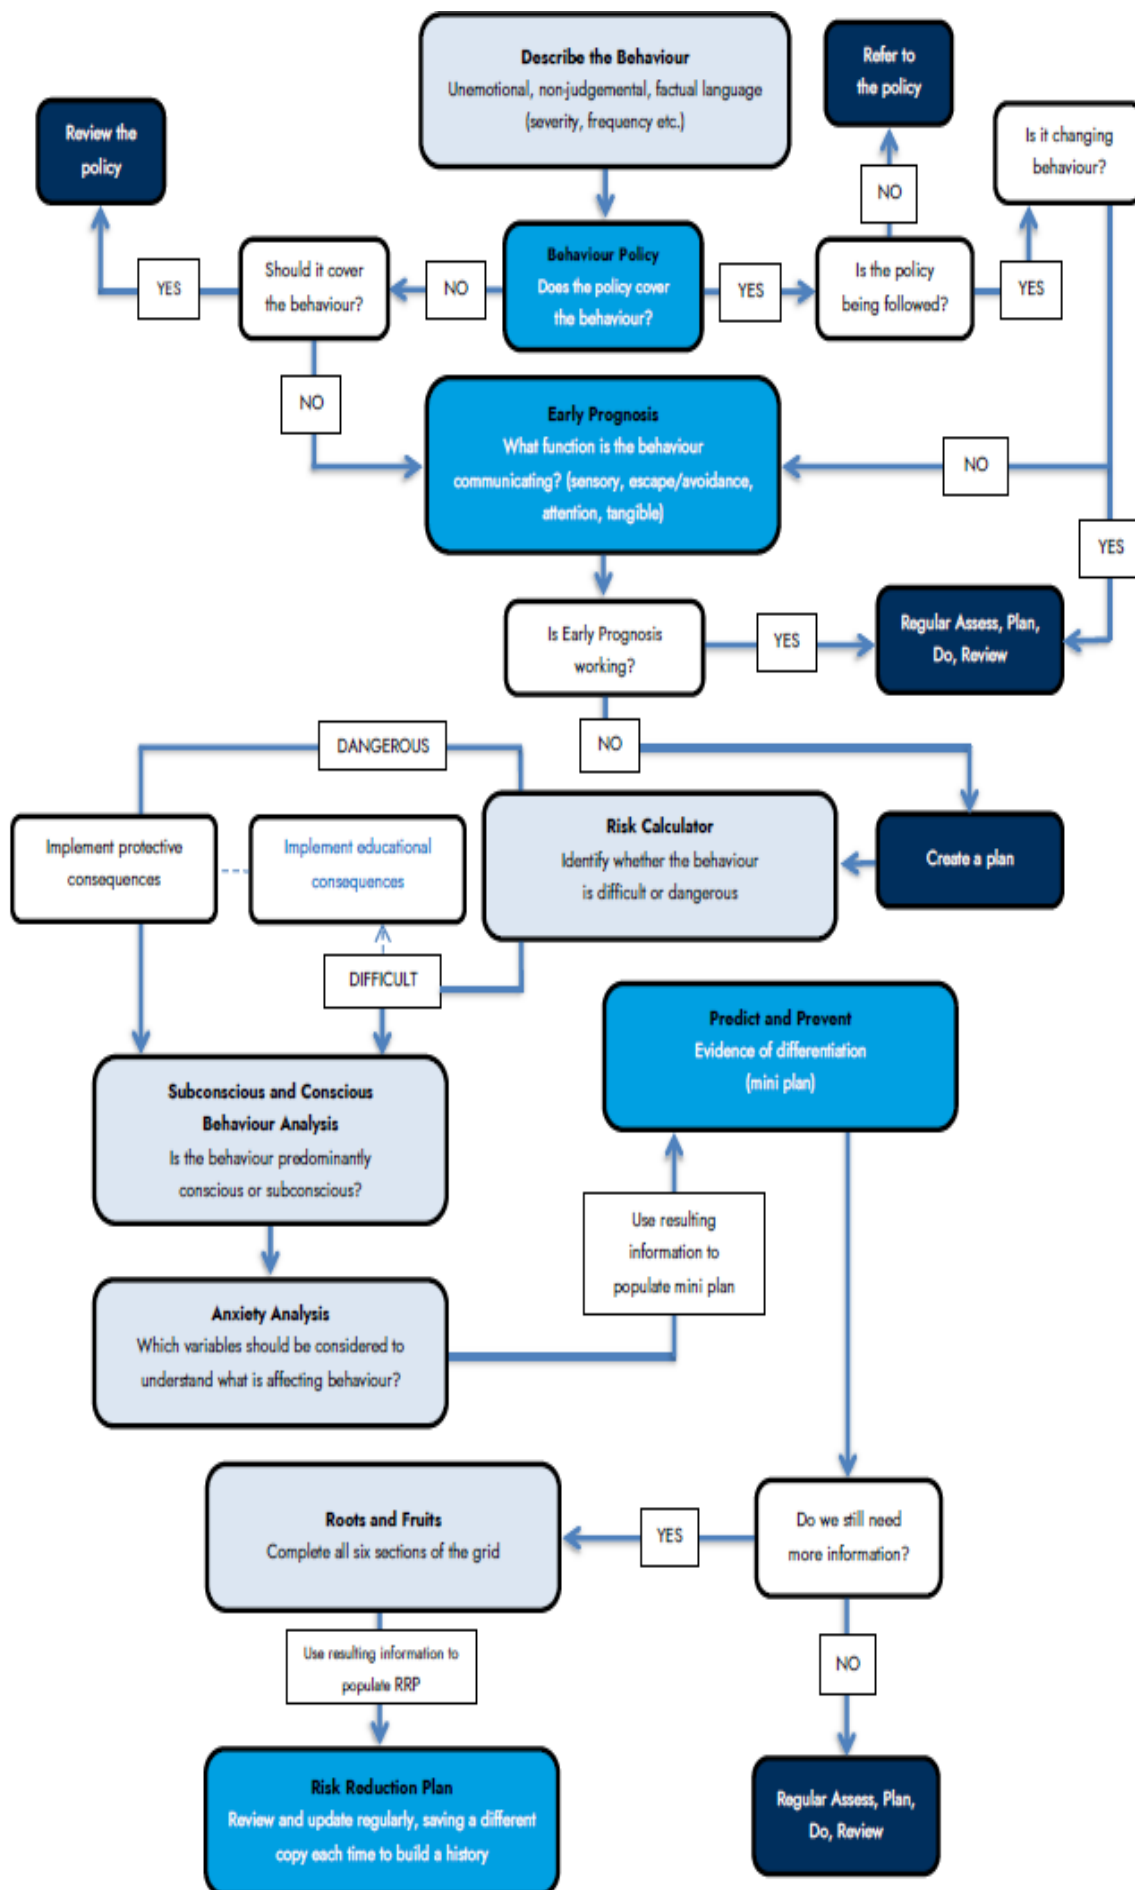 Describe the Behaviour
Unemotional, non-judgemental, factual language
(severity, frequency etc.)
Refer to
the policy
Review the
policy
Is it changing
behaviour?
NO
Should it cover
the behaviour?
YES
NO
Behaviour Policy
Does the policy cover
the behaviour?
YES
Is the policy
being followed?
YES
NO
Early Prognosis
What function is the behaviour
communicating? (sensory, escape/avoidance,
attention, tangible)
NO
YES
Is Early Prognosis
working?
YES
Regular Assess, Plan,
Do, Review
NO
DANGEROUS
Implement protective
consequences
Implement educational
consequences
Risk Calculator
Identify whether the behaviour
is difficult or dangerous
Create a plan
DIFFICULT
Predict and Prevent
Evidence of differentiation
(mini plan)
Subconscious and Conscious
Behaviour Analysis
Is the behaviour predominantly
conscious or subconscious?
Use resulting
information to
populate mini plan
Anxiety Analysis
Which variables should be considered to
understand what is affecting behaviour?
Roots and Fruits
Complete all six sections of the grid
YES
Do we still need
more information?
Use resulting information to
populate RRP
NO
Risk Reduction Plan
Review and update regularly, saving a different
copy each time to build a history
Regular Assess, Plan,
Do, Review